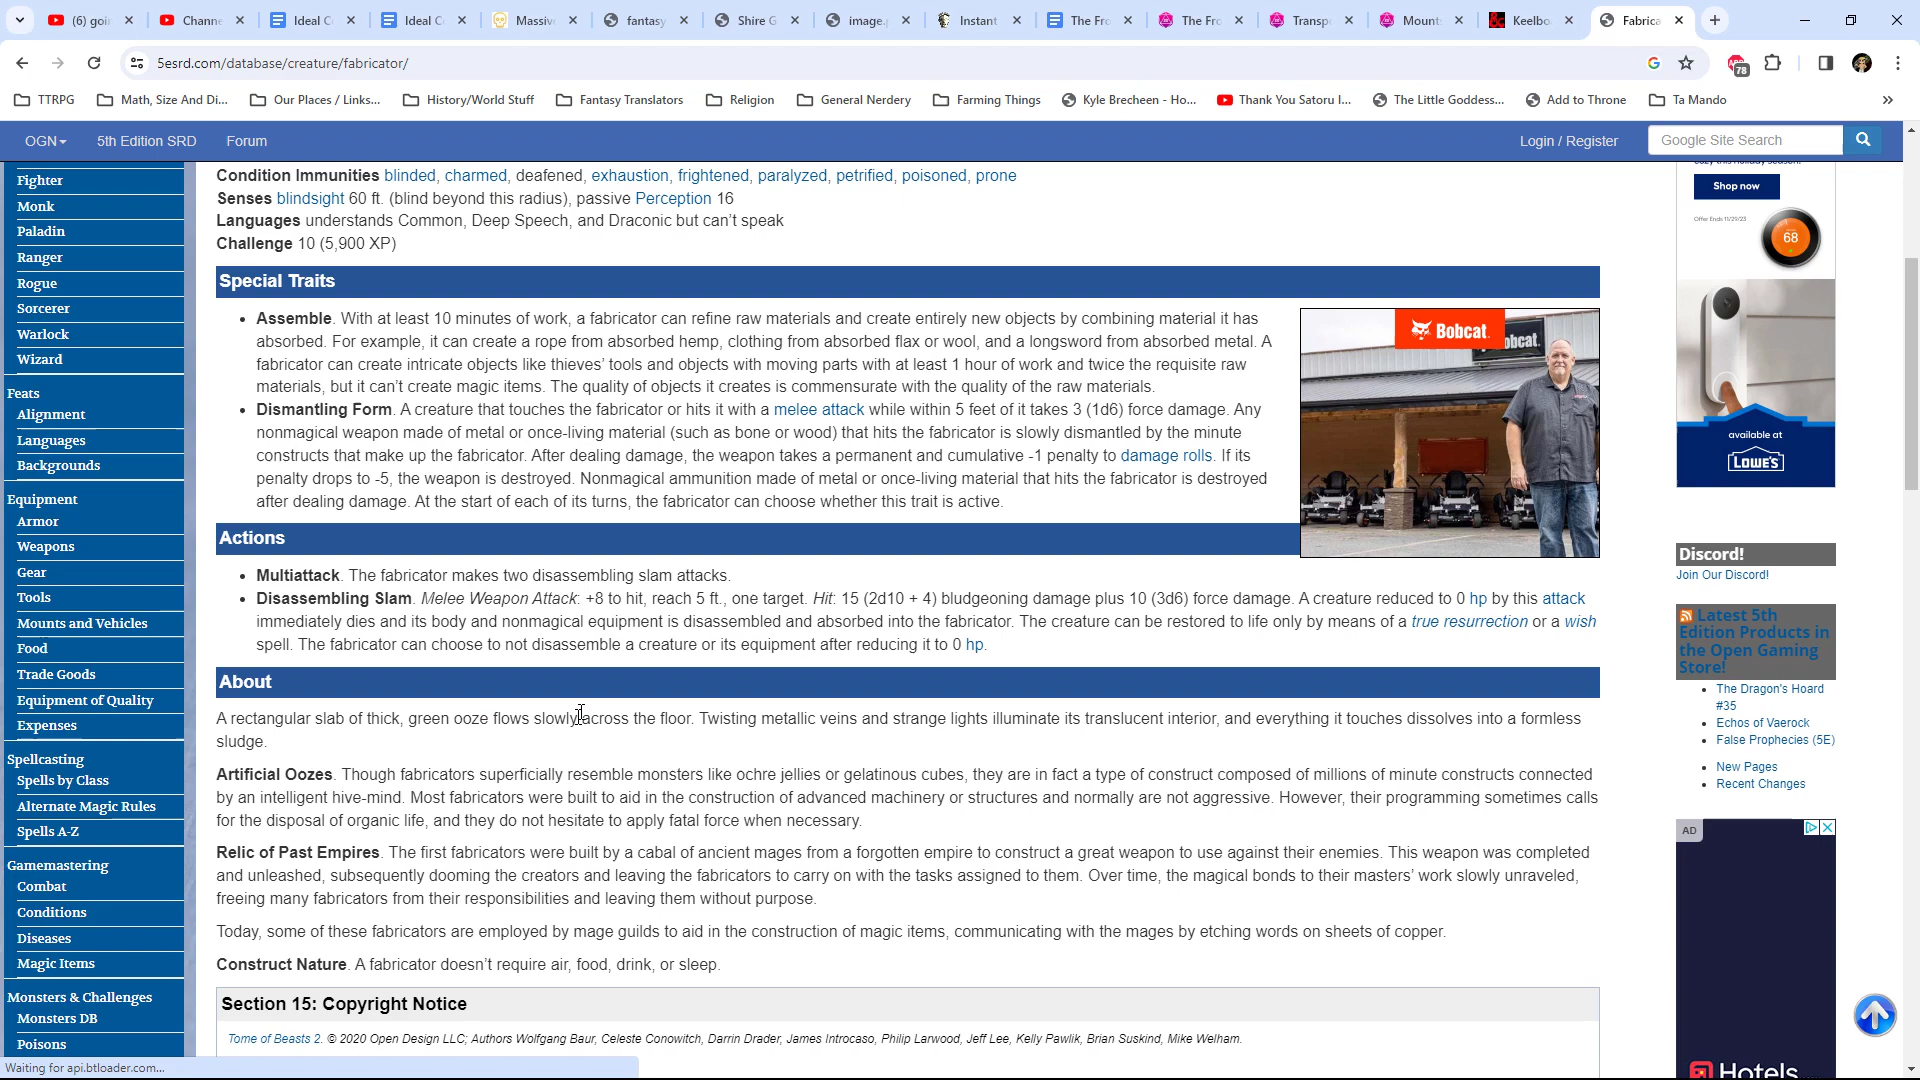 (6) goin
Channe
Ideal C
Ideal C
Massiv
fantasy
Shire G
image.p
Instant
The Fro
The Fro
Transp
Mount
Keelbo
Fabrica
5esrd.com/database/creature/fabricator/
78
TTRPG
Math, Size And Di...
Our Places / Links...
History/World Stuff
Fantasy Translators
Religion
General Nerdery
Farming Things
Kyle Brecheen - Ho...
Thank You Satoru I...
The Little Goddess...
Add to Throne
Ta Mando
OGN
5th Edition SRD
Forum
Login / Register
Google Site Search
Fighter
Monk
Paladin
Ranger
Rogue
Sorcerer
Warlock
Wizard
Feats
Alignment
Languages
Backgrounds
Equipment
Armor
Weapons
Gear
Tools
Mounts and Vehicles
Food
Trade Goods
Equipment of Quality
Expenses
Spellcasting
Spells by Class
Alternate Magic Rules
Spells A-Z
Gamemastering
Combat
Conditions
Diseases
Magic Items
Monsters & Challenges
Monsters DB
Poisons
Condition Immunities blinded, charmed, deafened, exhaustion, frightened, paralyzed, petrified, poisoned, prone
Senses blindsight 60 ft. (blind beyond this radius), passive Perception 16
Languages understands Common, Deep Speech, and Draconic but can't speak
Challenge 10 (5,900 XP)
Special Traits
• Assemble. With at least 10 minutes of work, a fabricator can refine raw materials and create entirely new objects by combining material it has
absorbed. For example, it can create a rope from absorbed hemp, clothing from absorbed flax or wool, and a longsword from absorbed metal. A
fabricator can create intricate objects like thieves' tools and objects with moving parts with at least 1 hour of work and twice the requisite raw
materials, but it can't create magic items. The quality of objects it creates is commensurate with the quality of the raw materials.
• Dismantling Form. A creature that touches the fabricator or hits it with a melee attack while within 5 feet of it takes 3 (1d6) force damage. Any
nonmagical weapon made of metal or once-living material (such as bone or wood) that hits the fabricator is slowly dismantled by the minute
constructs that make up the fabricator. After dealing damage, the weapon takes a permanent and cumulative -1 penalty to damage rolls. If its
penalty drops to -5, the weapon is destroyed. Nonmagical ammunition made of metal or once-living material that hits the fabricator is destroyed
after dealing damage. At the start of each of its turns, the fabricator can choose whether this trait is active.
Bobcat.
obcat.
Actions
• Multiattack. The fabricator makes two disassembling slam attacks.
• Disassembling Slam. Melee Weapon Attack: +8 to hit, reach 5 ft., one target. Hit: 15 (2d10 + 4) bludgeoning damage plus 10 (3d6) force damage. A creature reduced to 0 hp by this attack
immediately dies and its body and nonmagical equipment is disassembled and absorbed into the fabricator. The creature can be restored to life only by means of a true resurrection or a wish
spell. The fabricator can choose to not disassemble a creature or its equipment after reducing it to 0 hp.
About
A rectangular slab of thick, green ooze flows slowly across the floor. Twisting metallic veins and strange lights illuminate its translucent interior, and everything it touches dissolves into a formless
sludge.
Artificial Oozes. Though fabricators superficially resemble monsters like ochre jellies or gelatinous cubes, they are in fact a type of construct composed of millions of minute constructs connected
by an intelligent hive-mind. Most fabricators were built to aid in the construction of advanced machinery or structures and normally are not aggressive. However, their programming sometimes calls
for the disposal of organic life, and they do not hesitate to apply fatal force when necessary.
Relic of Past Empires. The first fabricators were built by a cabal of ancient mages from a forgotten empire to construct a great weapon to use against their enemies. This weapon was completed
and unleashed, subsequently dooming the creators and leaving the fabricators to carry on with the tasks assigned to them. Over time, the magical bonds to their masters' work slowly unraveled,
freeing many fabricators from their responsibilities and leaving them without purpose.
Today, some of these fabricators are employed by mage guilds to aid in the construction of magic items, communicating with the mages by etching words on sheets of copper.
Construct Nature. A fabricator doesn't require air, food, drink, or sleep.
Section 15: Copyright Notice
Tome of Beasts 2. © 2020 Open Design LLC; Authors Wolfgang Baur, Celeste Conowitch, Darrin Drader, James Introcaso, Philip Larwood, Jeff Lee, Kelly Pawlik, Brian Suskind, Mike Welham.
Shop now
Offer Ends 11/29/23
68
available at
LOWE'S
Discord!
Join Our Discord!
Latest 5th
Edition Products in
the Open Gaming
Store!
• The Dragon's Hoard
#35
• Echos of Vaerock
• False Prophecies (5E)
• New Pages
• Recent Changes
AD
Hotels
Waiting for api.btloader.com...